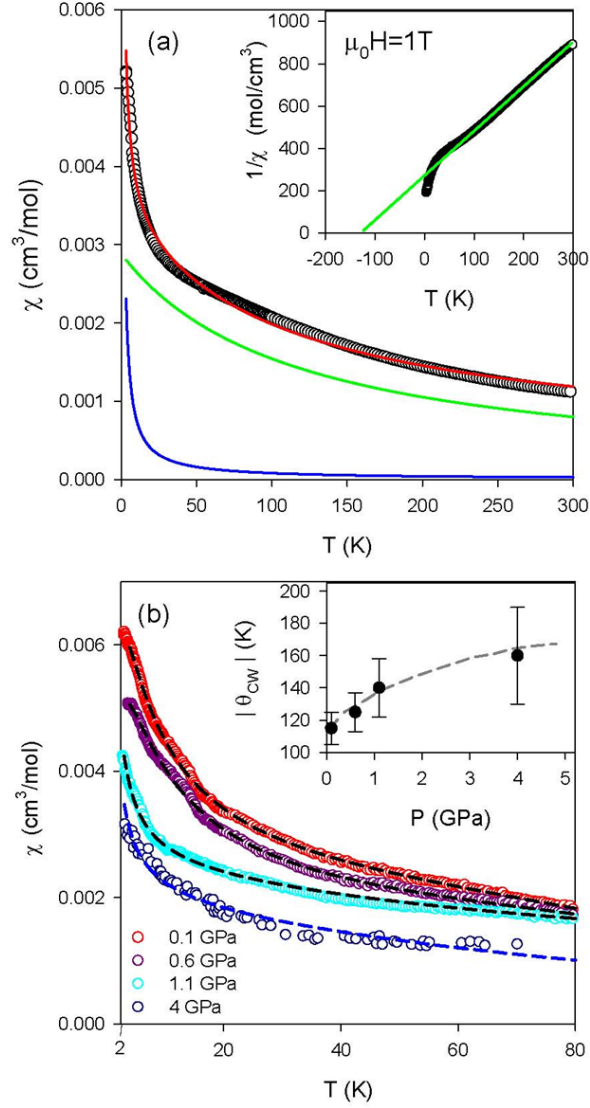 (a)
μ₀H=1T
1/χ (mol/cm³)
1000
800
600
400
200
0
-200 -100 0 100 200 300
T (K)
χ (cm³/mol)
0.006
0.005
0.004
0.003
0.002
0.001
0.000
0 50 100 150 200 250 300
T (K)
(b)
| θCW | (K)
200
180
160
140
120
100
0 1 2 3 4 5
P (GPa)
χ (cm³/mol)
0.006
0.004
0.002
0.000
0.1 GPa
0.6 GPa
1.1 GPa
4 GPa
2 20 40 60 80
T (K)